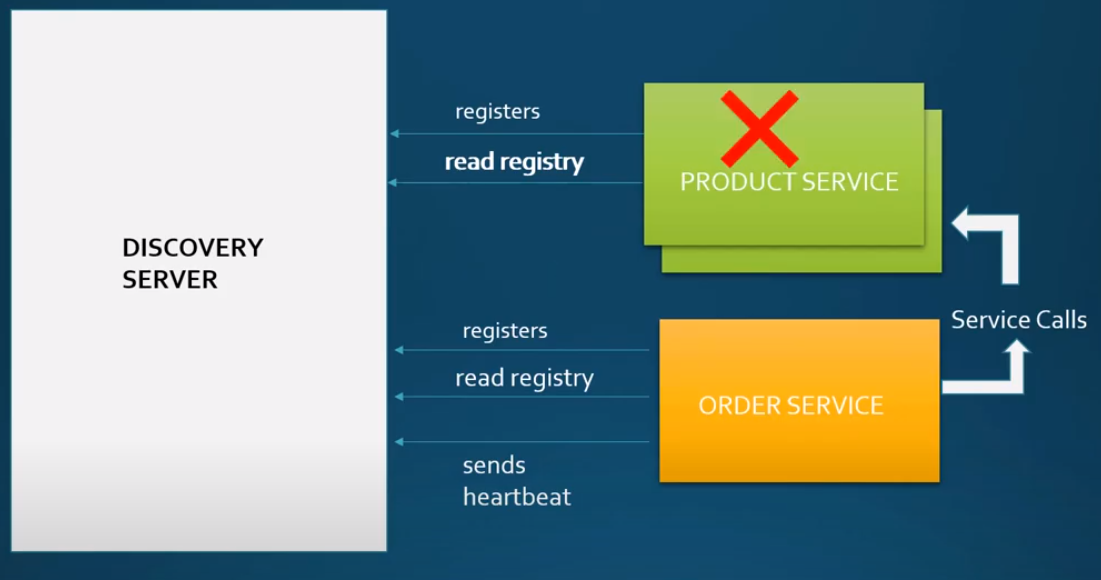 registers
read registry
PRODUCT SERVICE
DISCOVERY
SERVER
registers
Service Calls
read registry
ORDER SERVICE
sends
heartbeat